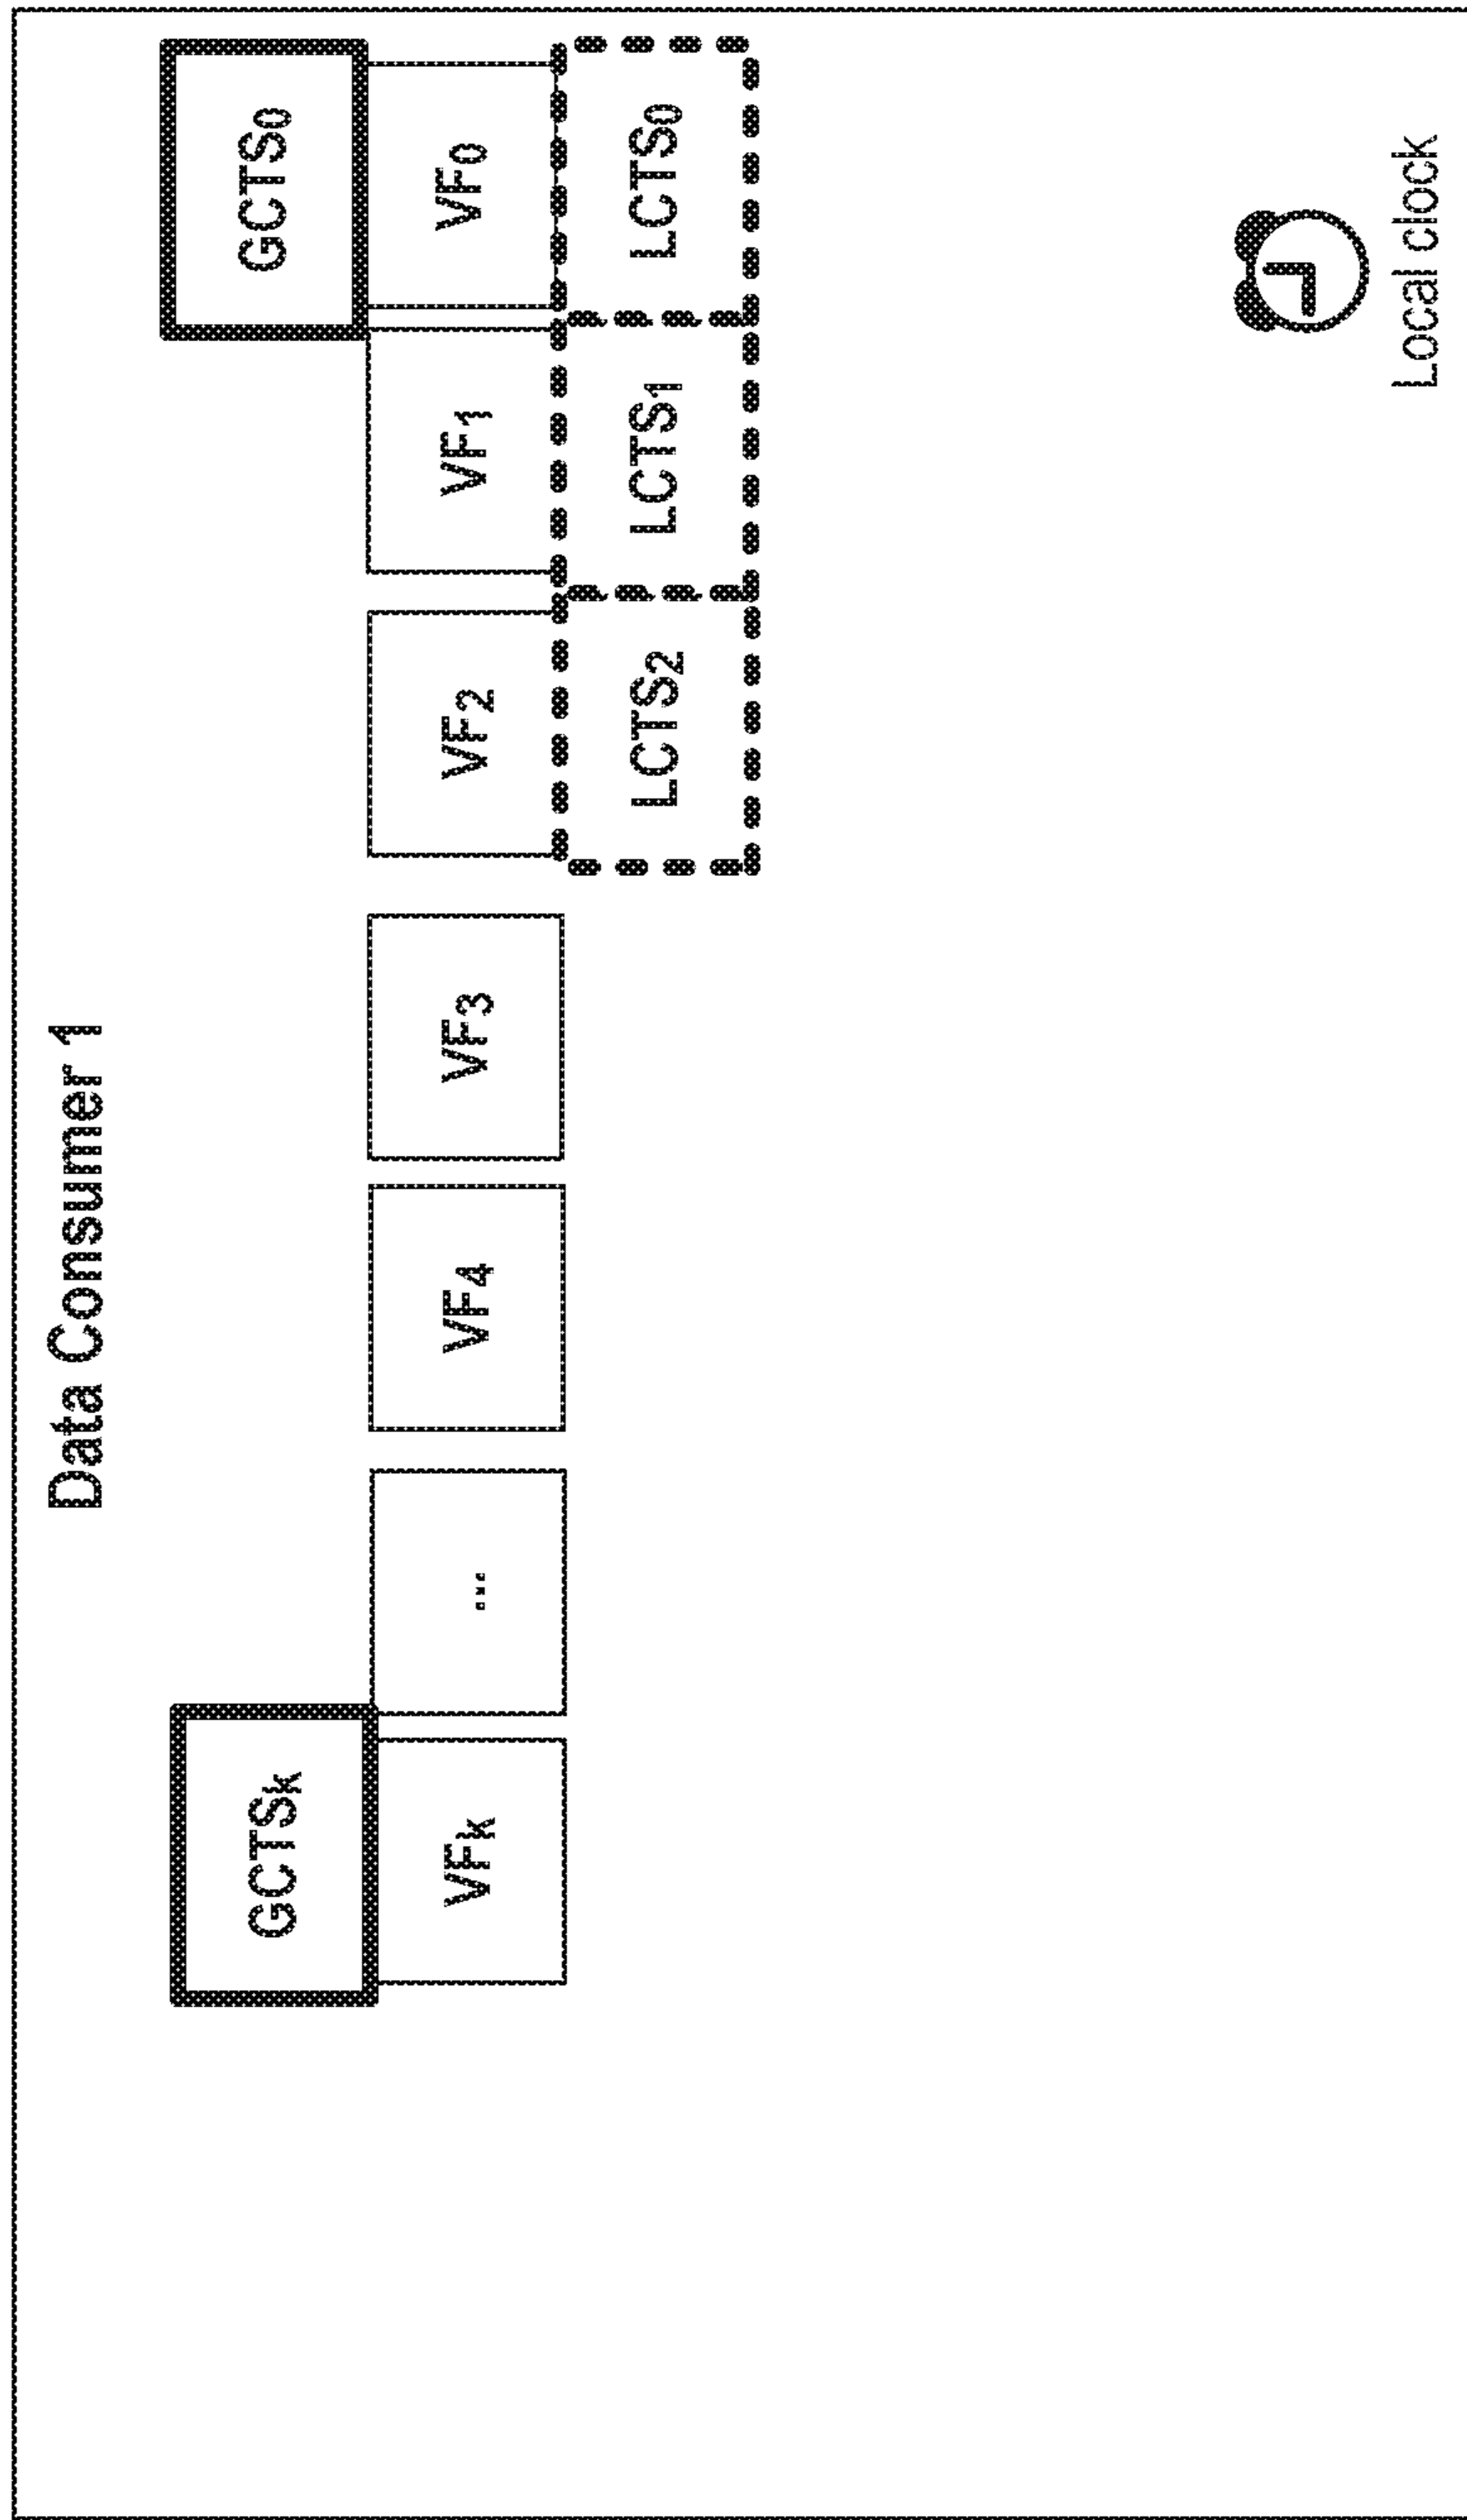 Data Consumer 1
GCTSk
GCTS0
VFk
...
VF4
VF3
VF2
VF1
VF0
LCTS2
LCTS1
LCTS0
Local clock